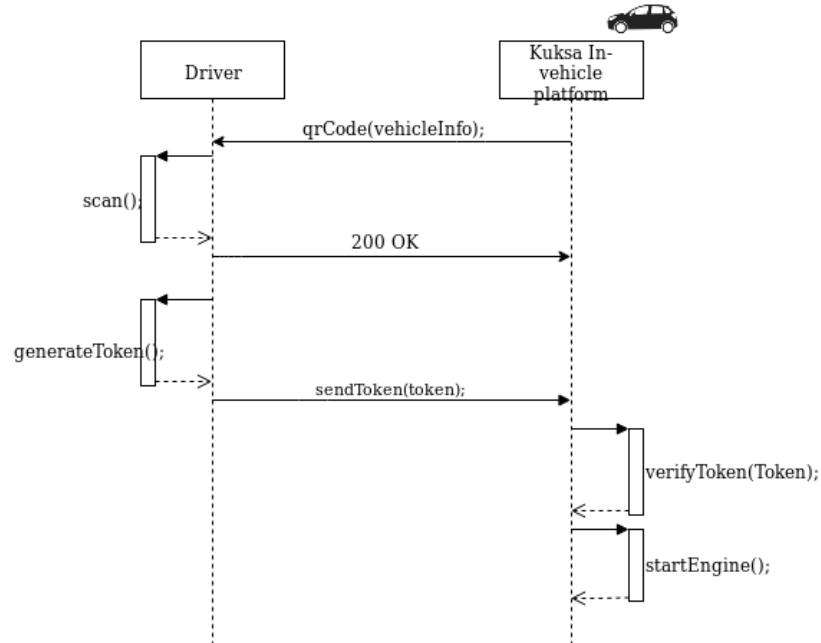 Driver
Kuksa In-
vehicle
platform
qrCode(vehicleInfo);
scan();
200 OK
generateToken();
sendToken(token);
verifyToken(Token);
startEngine();